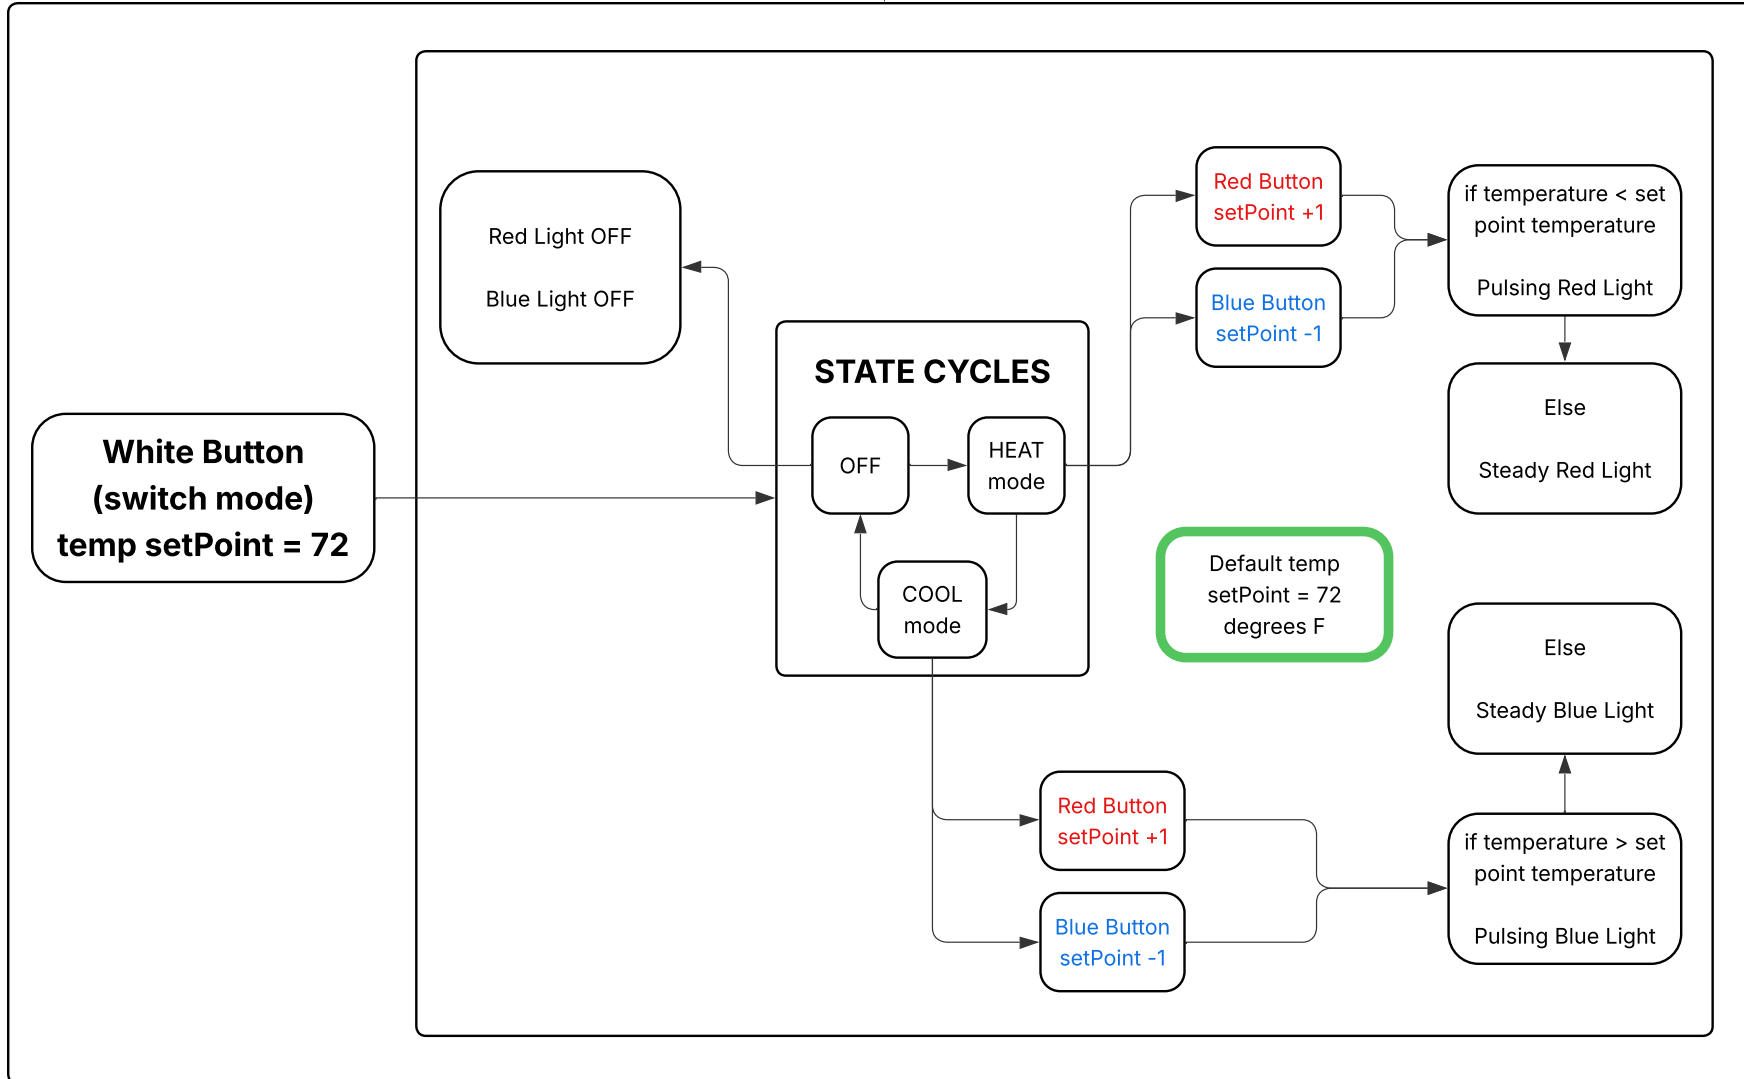 Red Light OFF
Blue Light OFF
White Button
(switch mode)
temp setPoint = 72
STATE CYCLES
OFF
HEAT
mode
COOL
mode
Red Button
setPoint +1
Blue Button
setPoint -1
if temperature < set
point temperature
Pulsing Red Light
Else
Steady Red Light
Default temp
setPoint = 72
degrees F
Else
Steady Blue Light
Red Button
setPoint +1
Blue Button
setPoint -1
if temperature > set
point temperature
Pulsing Blue Light